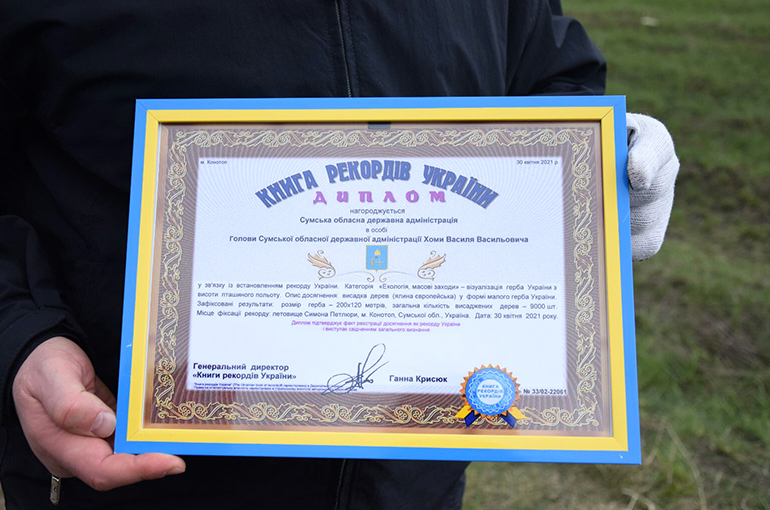 м. Конотоп 30 квітня 2021 р
КНИГА РЕКОРДІВ УКРАЇНИ
ДИПЛОМ
нагороджується
Сумська обласна державна адміністрація
в особі
Голови Сумської обласної державної адміністрації Хоми Василя Васильовича
у зв'язку із встановленням рекорду України. Категорія «Екологія, масові заходи» – візуалізація герба України з
висоти пташиного польоту. Опис досягнення: висадка дерев (ялина європейська) у формі малого герба України.
Зафіксовані результати: розмір герба – 200х120 метрів, загальна кількість висаджених дерев – 9000 шт.
Місце фіксації рекорду: летовище Симона Петлюри, м. Конотоп, Сумської обл., Україна. Дата: 30 квітня 2021 року.
Диплом підтверджує факт реєстрації досягнення як рекорду України
і виступає свідченням загального визнання
Генеральний директор
«Книги рекордів України»
Ганна Крисюк
КНИГА
РЕКОРДІВ
УКРАЇНИ
№ 33/02-22061